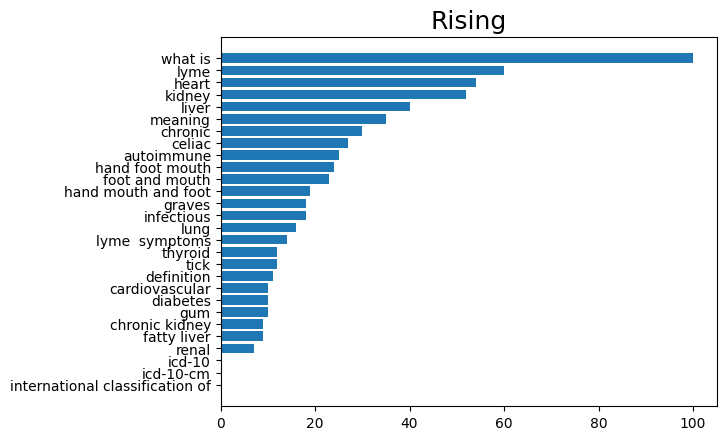 Rising
what is
lyme
heart
kidney
liver
meaning
chronic
celiac
autoimmune
hand foot mouth
foot and mouth
hand mouth and foot
graves
infectious
lung
lyme  symptoms
thyroid
tick
definition
cardiovascular
diabetes
gum
chronic kidney
fatty liver
renal
icd-10
icd-10-cm
international classification of
0 20 40 60 80 100